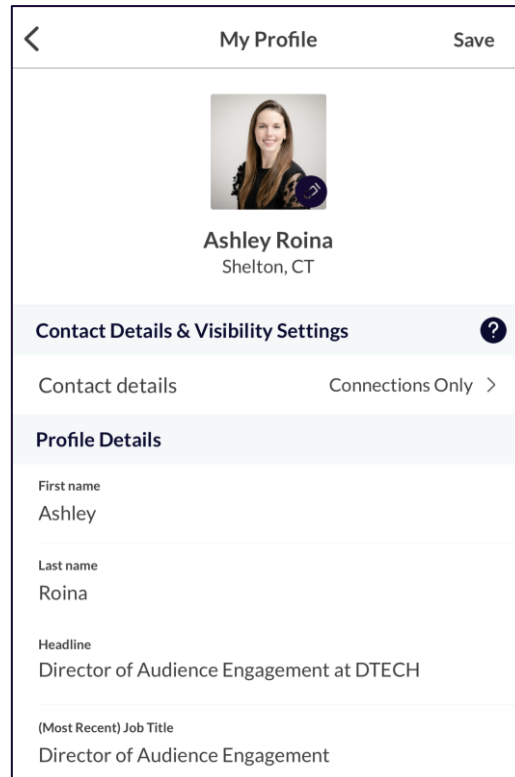 My Profile Save
Ashley Roina
Shelton, CT
Contact Details & Visibility Settings ?
Contact details Connections Only
Profile Details
First name
Ashley
Last name
Roina
Headline
Director of Audience Engagement at DTECH
(Most Recent) Job Title
Director of Audience Engagement